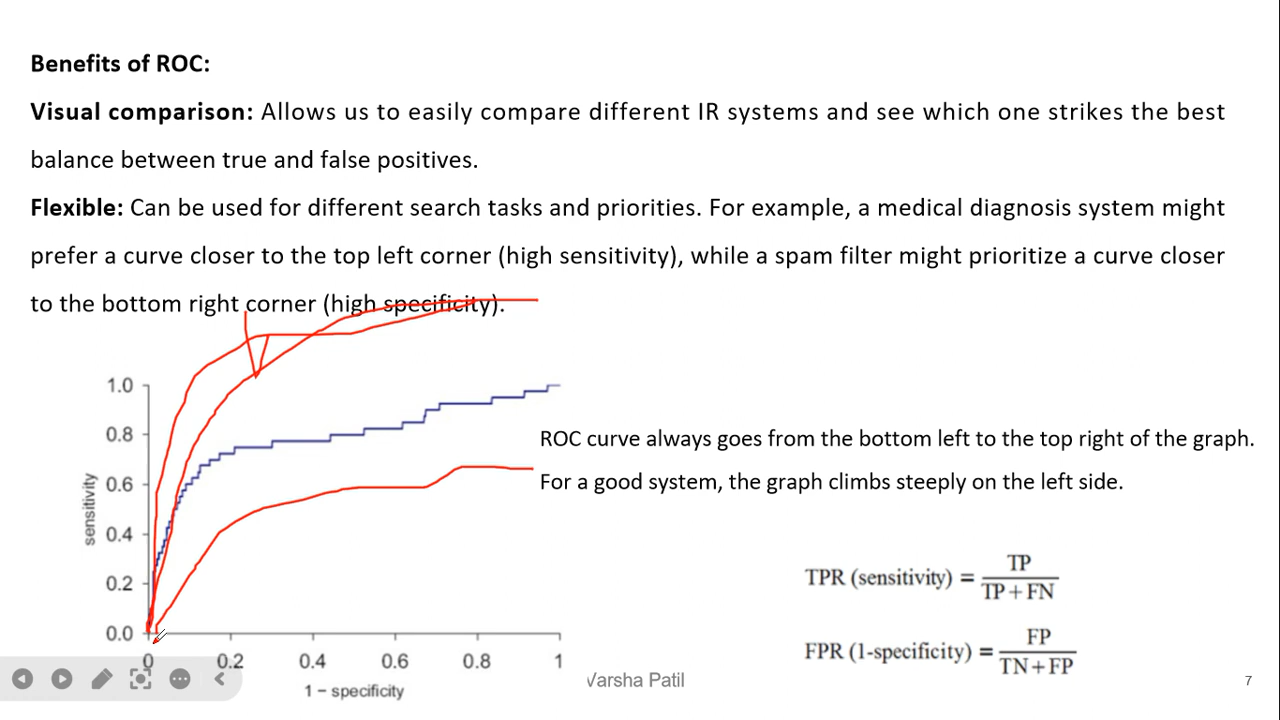 Benefits of ROC:
Visual comparison: Allows us to easily compare different IR systems and see which one strikes the best
balance between true and false positives.
Flexible: Can be used for different search tasks and priorities. For example, a medical diagnosis system might
prefer a curve closer to the top left corner (high sensitivity), while a spam filter might prioritize a curve closer
to the bottom right corner (high specificity).
1.0
0.8
0.6
0.4
0.2
0.0
sensitivity
0 0.2 0.4 0.6 0.8 1
1 − specificity
ROC curve always goes from the bottom left to the top right of the graph.
For a good system, the graph climbs steeply on the left side.
TPR (sensitivity) = TP
TP + FN
FPR (1-specificity) = FP
TN + FP
Varsha Patil
7